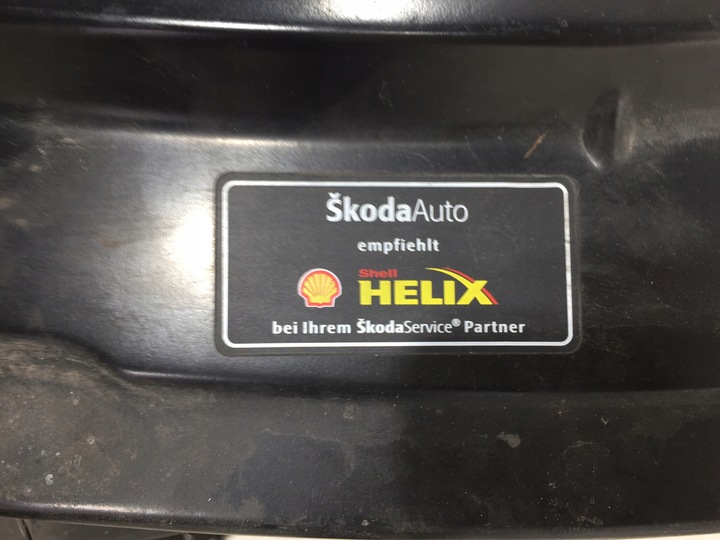 ŠkodaAuto
empfiehlt
Shell
HELIX
bei Ihrem ŠkodaService® Partner